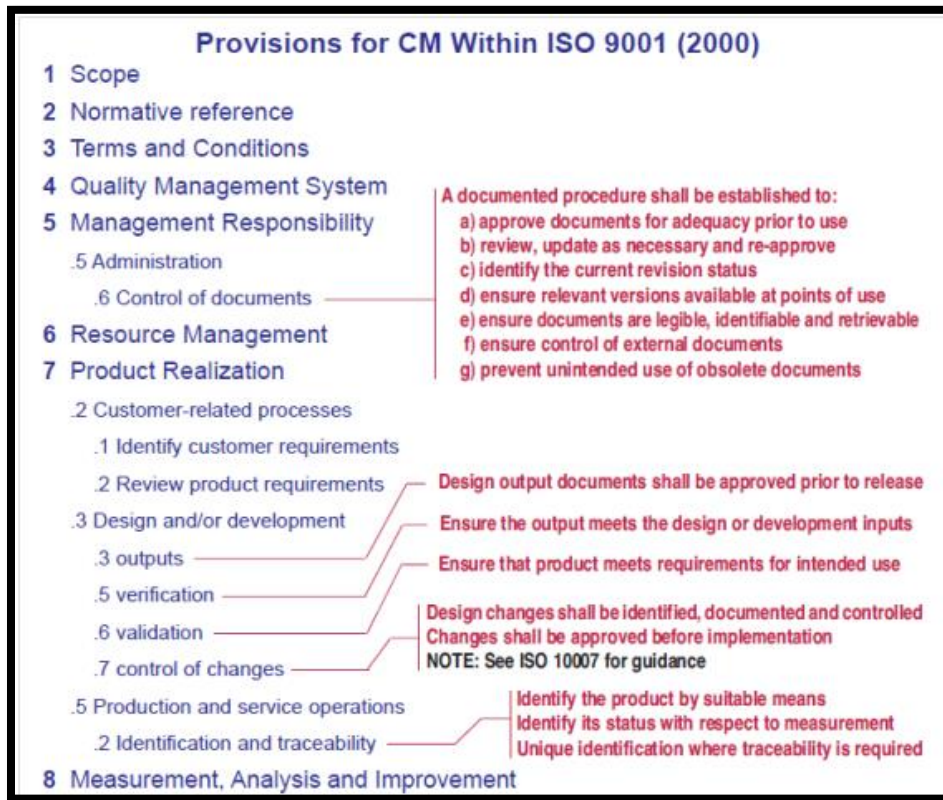 Provisions for CM Within ISO 9001 (2000)
1 Scope
2 Normative reference
3 Terms and Conditions
4 Quality Management System
5 Management Responsibility
.5 Administration
.6 Control of documents
A documented procedure shall be established to:
a) approve documents for adequacy prior to use
b) review, update as necessary and re-approve
c) identify the current revision status
d) ensure relevant versions available at points of use
e) ensure documents are legible, identifiable and retrievable
f) ensure control of external documents
g) prevent unintended use of obsolete documents
6 Resource Management
7 Product Realization
.2 Customer-related processes
.1 Identify customer requirements
.2 Review product requirements
.3 Design and/or development
.3 outputs
Design output documents shall be approved prior to release
.5 verification
Ensure the output meets the design or development inputs
.6 validation
Ensure that product meets requirements for intended use
.7 control of changes
Design changes shall be identified, documented and controlled
Changes shall be approved before implementation
NOTE: See ISO 10007 for guidance
.5 Production and service operations
.2 Identification and traceability
Identify the product by suitable means
Identify its status with respect to measurement
Unique identification where traceability is required
8 Measurement, Analysis and Improvement